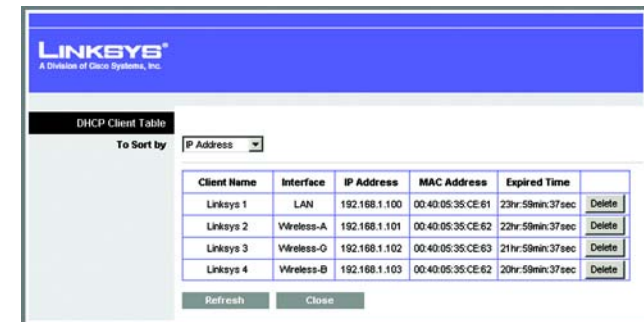 LINKSYS®
A Division of Cisco Systems, Inc.
DHCP Client Table
To Sort by IP Address
Client Name Interface IP Address MAC Address Expired Time
Linksys 1 LAN 192.168.1.100 00:40:05:35:CE:61 23hr:59min:37sec Delete
Linksys 2 Wireless-A 192.168.1.101 00:40:05:35:CE:62 22hr:59min:37sec Delete
Linksys 3 Wireless-G 192.168.1.102 00:40:05:35:CE:63 21hr:59min:37sec Delete
Linksys 4 Wireless-B 192.168.1.103 00:40:05:35:CE:62 20hr:59min:37sec Delete
Refresh Close